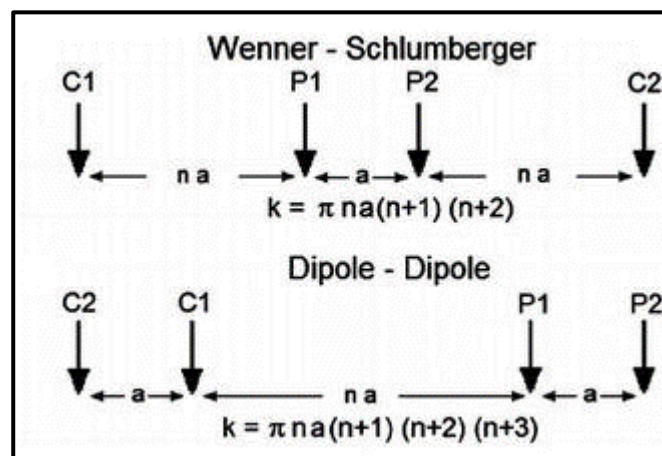 Wenner - Schlumberger
C1 P1 P2 C2
n a a n a
k = π na(n+1) (n+2)
Dipole - Dipole
C2 C1 P1 P2
a n a a
k = π n a(n+1) (n+2) (n+3)